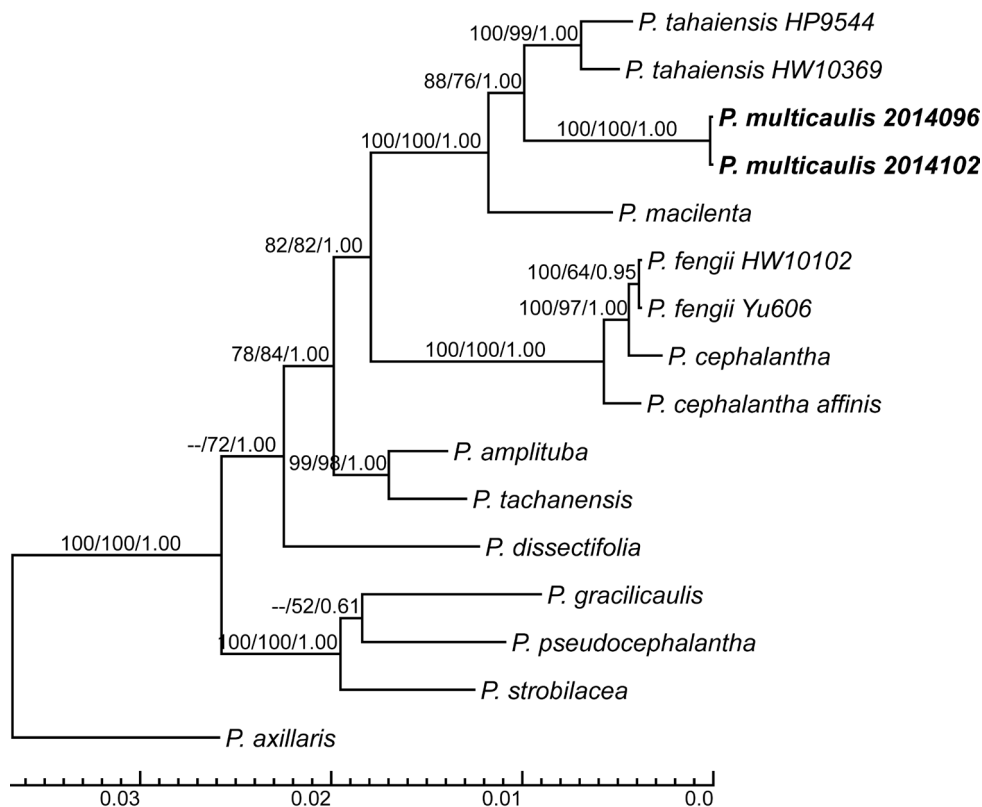 P. tahaiensis HP9544
100/99/1.00
P. tahaiensis HW10369
88/76/1.00
P. multicaulis 2014096
100/100/1.00
100/100/1.00
P. multicaulis 2014102
P. macilenta
82/82/1.00
P. fengii HW10102
100/64/0.95
100/97/1.00
P. fengii Yu606
100/100/1.00
78/84/1.00
P. cephalantha
P. cephalantha affinis
--/72/1.00
P. amplituba
99/98/1.00
P. tachanensis
100/100/1.00
P. dissectifolia
P. gracilicaulis
--/52/0.61
100/100/1.00
P. pseudocephalantha
P. strobilacea
P. axillaris
0.03 0.02 0.01 0.0